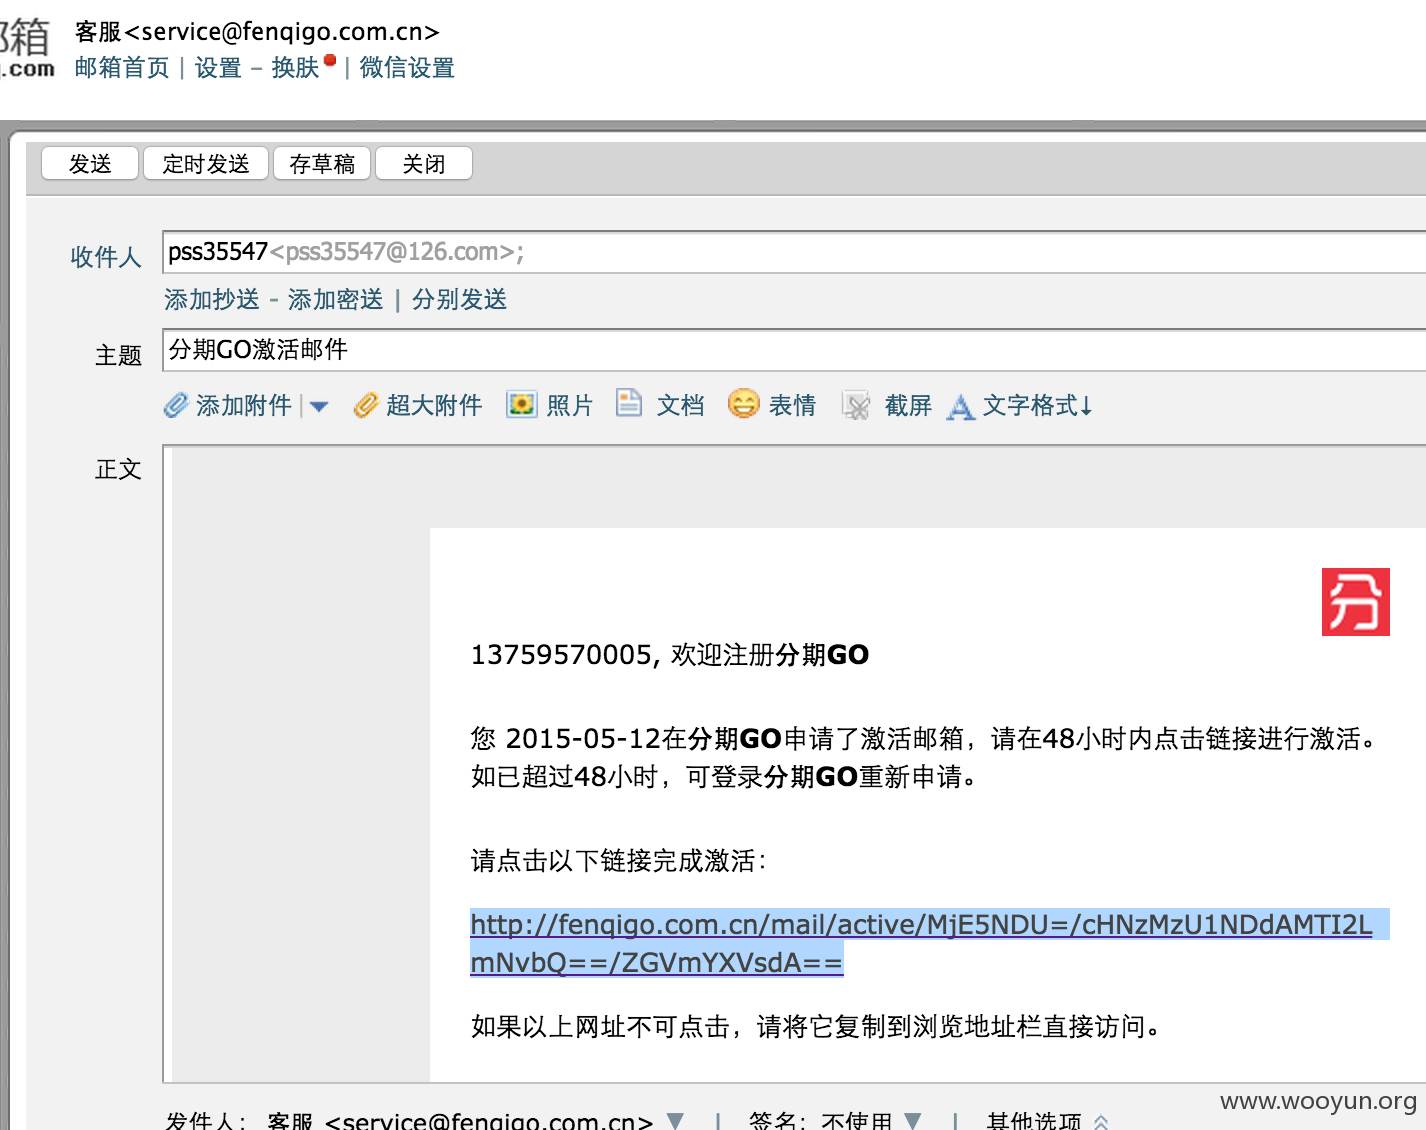 邮箱
.com
客服<service@fenqigo.com.cn>
邮箱首页 | 设置 – 换肤 | 微信设置
发送 定时发送 存草稿 关闭
收件人 pss35547<pss35547@126.com>;
添加抄送 - 添加密送 | 分别发送
主题 分期GO激活邮件
添加附件 | 超大附件 照片 文档 表情 截屏 文字格式↓
正文
分
13759570005, 欢迎注册分期GO
您 2015-05-12在分期GO申请了激活邮箱，请在48小时内点击链接进行激活。
如已超过48小时，可登录分期GO重新申请。
请点击以下链接完成激活：
http://fenqigo.com.cn/mail/active/MjE5NDU=/cHNzMzU1NDdAMTI2L
mNvbQ==/ZGVmYXVsdA==
如果以上网址不可点击，请将它复制到浏览地址栏直接访问。
发件人： 客服 <service@fenqigo.com.cn> | 签名：不使用 | 其他选项
www.wooyun.org